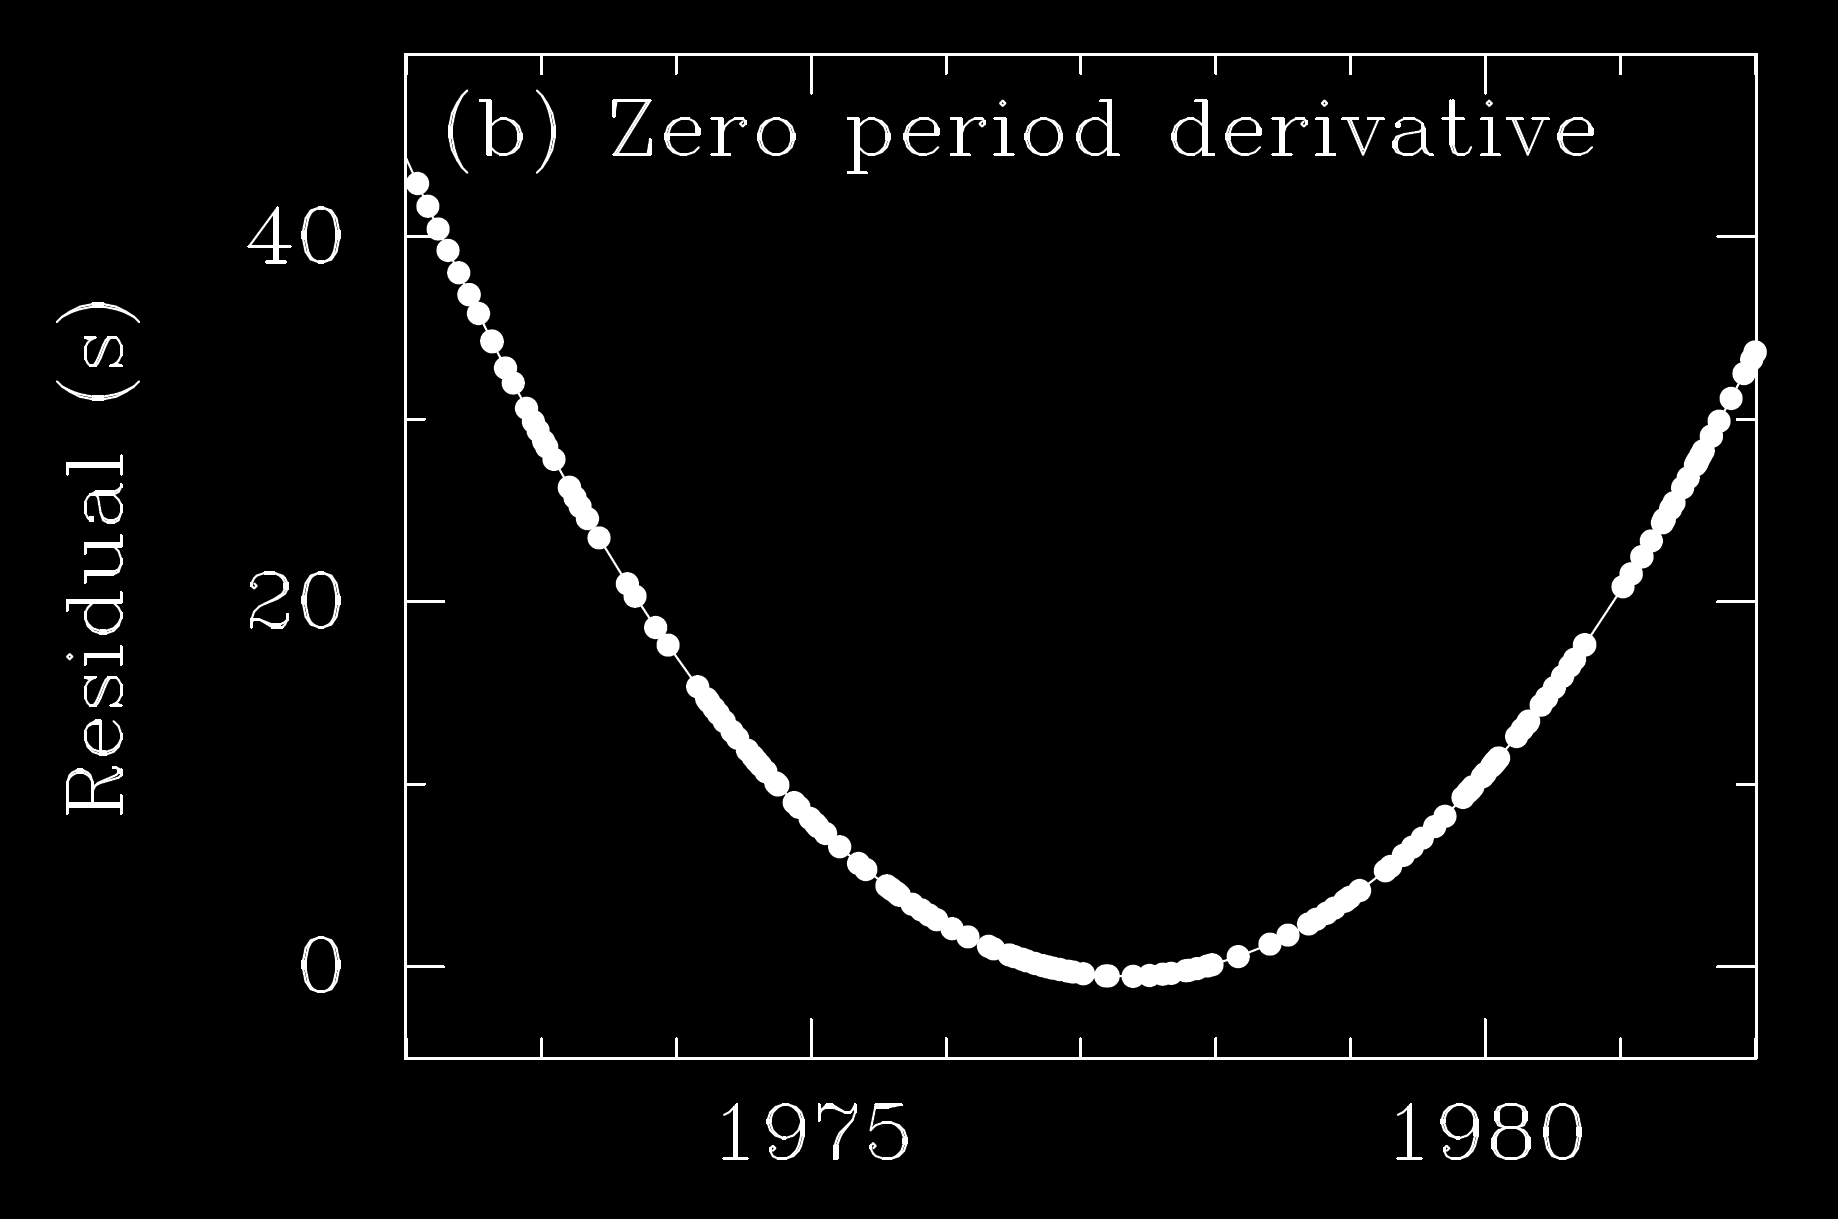 (b) Zero period derivative
Residual (s)
40
20
0
1975
1980